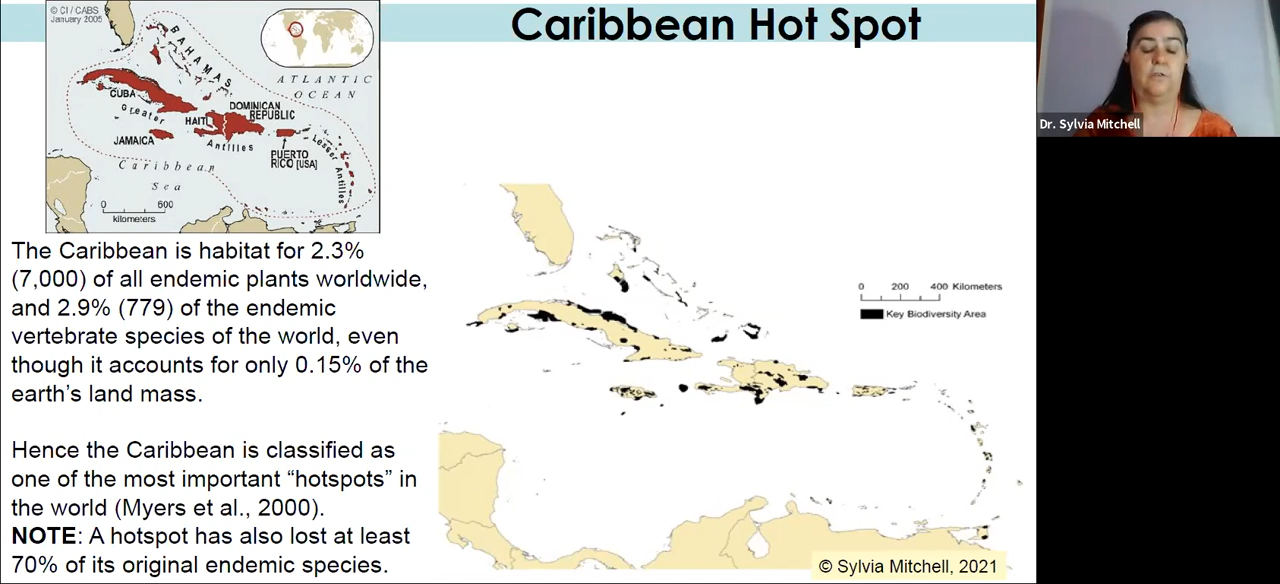 Caribbean Hot Spot
© CI / CABS
January 2005
BAHAMAS
ATLANTIC
OCEAN
CUBA
Greater
DOMINICAN
REPUBLIC
HAITI
JAMAICA
Antilles
Lesser Antilles
PUERTO
RICO [USA]
Caribbean
Sea
0 600
kilometers
The Caribbean is habitat for 2.3%
(7,000) of all endemic plants worldwide,
and 2.9% (779) of the endemic
vertebrate species of the world, even
though it accounts for only 0.15% of the
earth's land mass.
Hence the Caribbean is classified as
one of the most important “hotspots” in
the world (Myers et al., 2000).
NOTE: A hotspot has also lost at least
70% of its original endemic species.
0 200 400 Kilometers
Key Biodiversity Area
© Sylvia Mitchell, 2021
Dr. Sylvia Mitchell